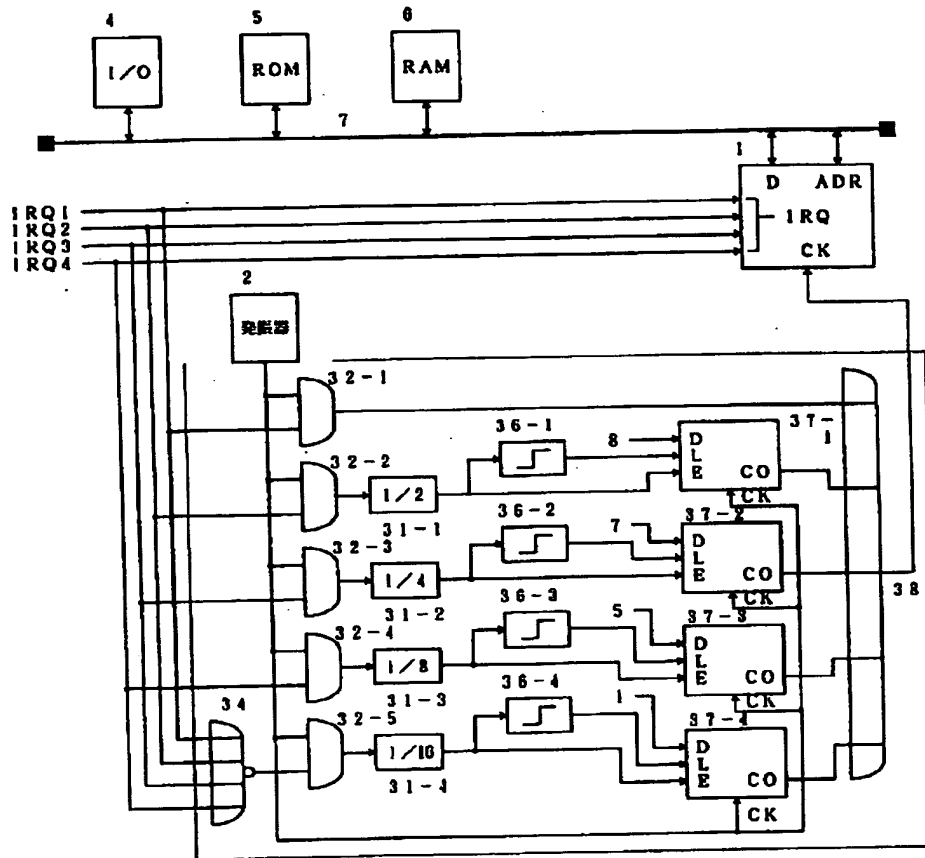 4 5 6
I/O ROM RAM
7
1
D ADR
IRQ1
IRQ2
IRQ3
IRQ4
IRQ
CK
2
発振器
32-1
36-1
37-1
8
D
L
E
CO
CK
32-2
1/2
31-1
36-2
37-2
7
D
L
E
CO
CK
38
32-3
1/4
31-2
36-3
37-3
5
D
L
E
CO
CK
32-4
1/8
31-3
36-4
37-4
1
D
L
E
CO
CK
34
32-5
1/16
31-4